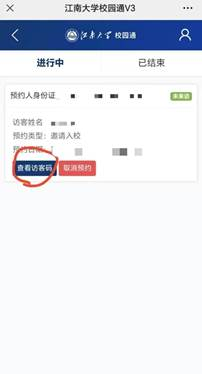 江南大学校园通V3
江南大学 校园通
进行中 已结束
预约人身份证
未来访
访客姓名
预约类型：邀请入校
预约日期
查看访客码 取消预约